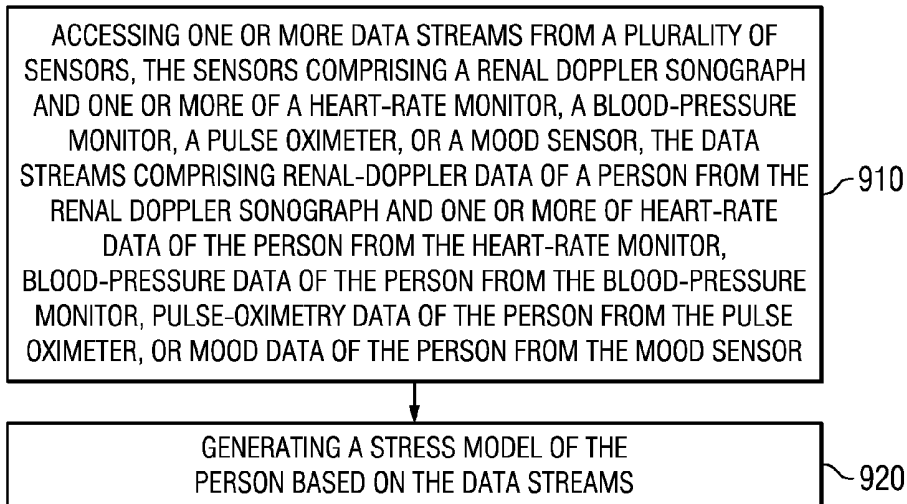 ACCESSING ONE OR MORE DATA STREAMS FROM A PLURALITY OF
SENSORS, THE SENSORS COMPRISING A RENAL DOPPLER SONOGRAPH
AND ONE OR MORE OF A HEART-RATE MONITOR, A BLOOD-PRESSURE
MONITOR, A PULSE OXIMETER, OR A MOOD SENSOR, THE DATA
STREAMS COMPRISING RENAL-DOPPLER DATA OF A PERSON FROM THE
RENAL DOPPLER SONOGRAPH AND ONE OR MORE OF HEART-RATE
DATA OF THE PERSON FROM THE HEART-RATE MONITOR,
BLOOD-PRESSURE DATA OF THE PERSON FROM THE BLOOD-PRESSURE
MONITOR, PULSE-OXIMETRY DATA OF THE PERSON FROM THE PULSE
OXIMETER, OR MOOD DATA OF THE PERSON FROM THE MOOD SENSOR
910
GENERATING A STRESS MODEL OF THE
PERSON BASED ON THE DATA STREAMS
920